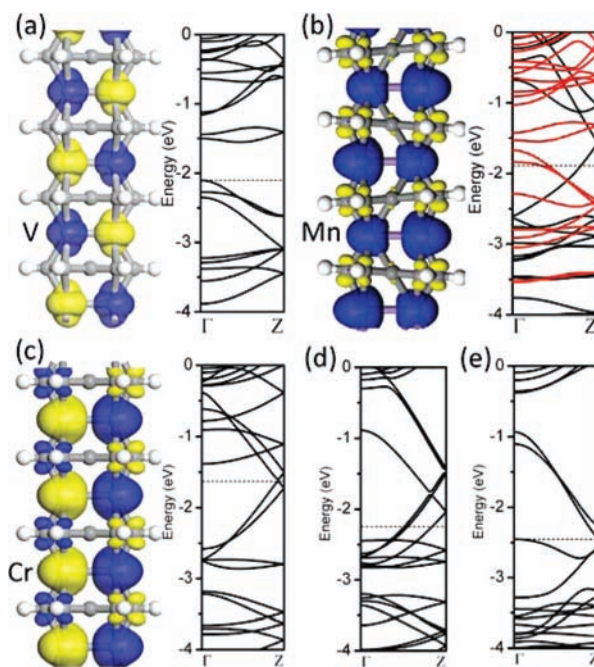 (a)
V
Energy (eV)
0
-1
-2
-3
-4
Γ Z
(b)
Mn
Energy (eV)
0
-1
-2
-3
-4
Γ Z
(c)
Cr
Energy (eV)
0
-1
-2
-3
-4
Γ Z
(d)
Energy (eV)
0
-1
-2
-3
-4
Γ Z
(e)
Energy (eV)
0
-1
-2
-3
-4
Γ Z